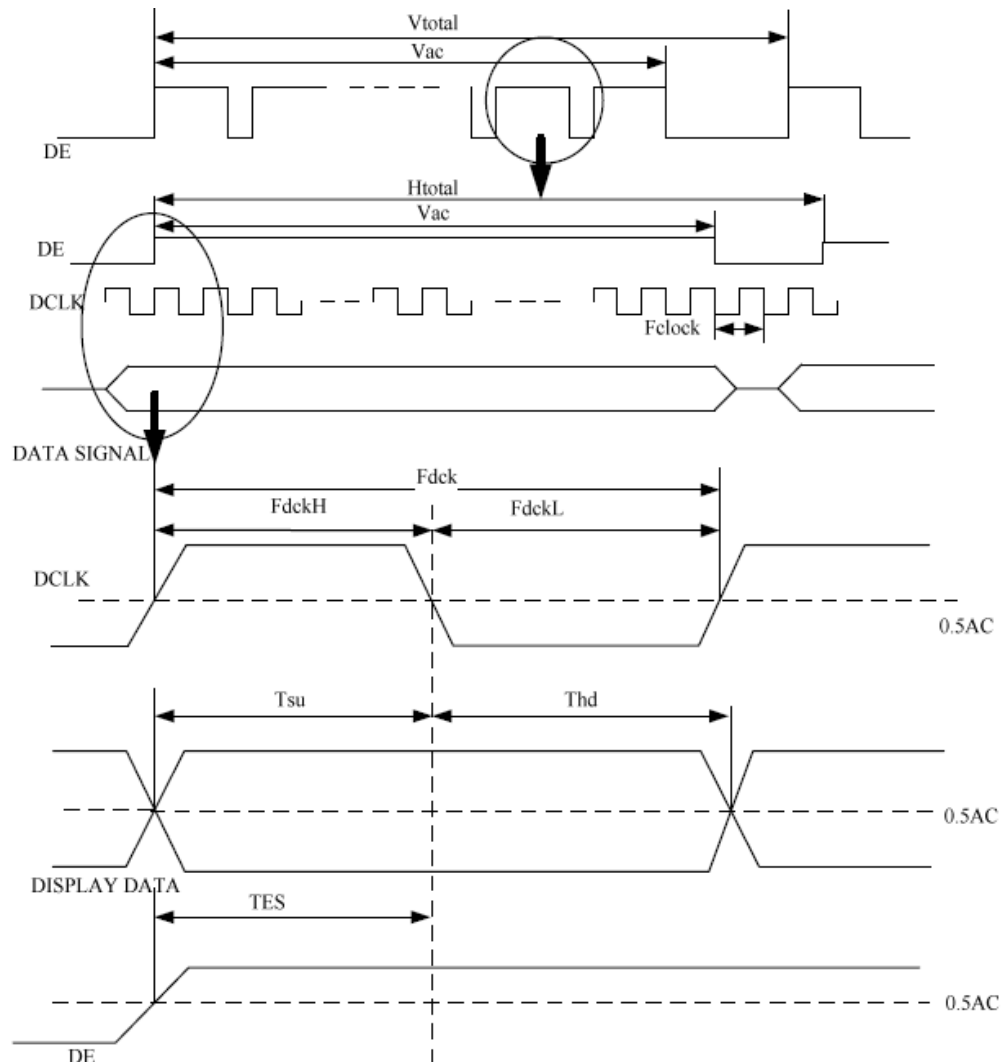 Vtotal
Vac
DE
Htotal
Vac
DE
DCLK
Fclock
DATA SIGNAL
Fdck
FdckH
FdckL
DCLK
0.5AC
Tsu
Thd
0.5AC
DISPLAY DATA
TES
0.5AC
DE